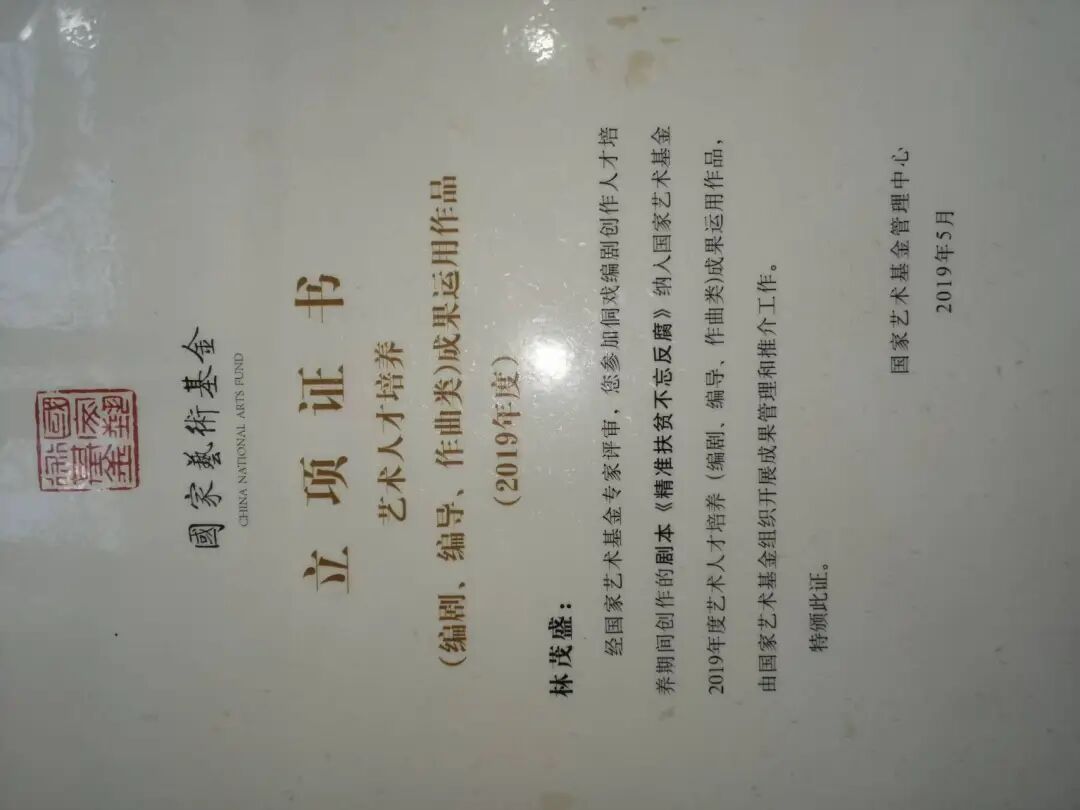 國家藝術基金
國家藝術基金
CHINA NATIONAL ARTS FUND
立项证书
艺术人才培养
(编剧、编导、作曲类)成果运用作品
(2019年度)
林茂盛：
经国家艺术基金专家评审，您参加侗戏编剧创作人才培
养期间创作的剧本《精准扶贫不忘反腐》纳入国家艺术基金
2019年度艺术人才培养（编剧、编导、作曲类)成果运用作品，
由国家艺术基金组织开展成果管理和推介工作。
特颁此证。
国家艺术基金管理中心
2019年5月